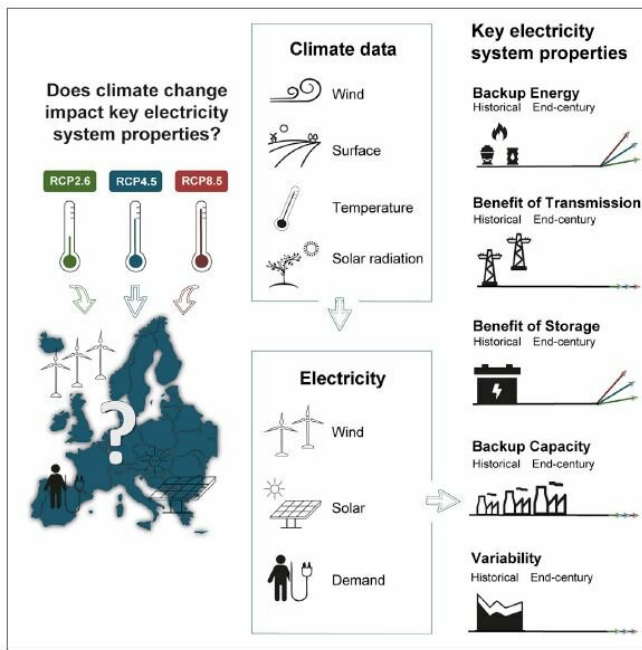 Does climate change
impact key electricity
system properties?
RCP2.6
RCP4.5
RCP8.5
?
Climate data
Wind
Surface
Temperature
Solar radiation
Electricity
Wind
Solar
Demand
Key electricity
system properties
Backup Energy
Historical End-century
Benefit of Transmission
Historical End-century
Benefit of Storage
Historical End-century
Backup Capacity
Historical End-century
Variability
Historical End-century